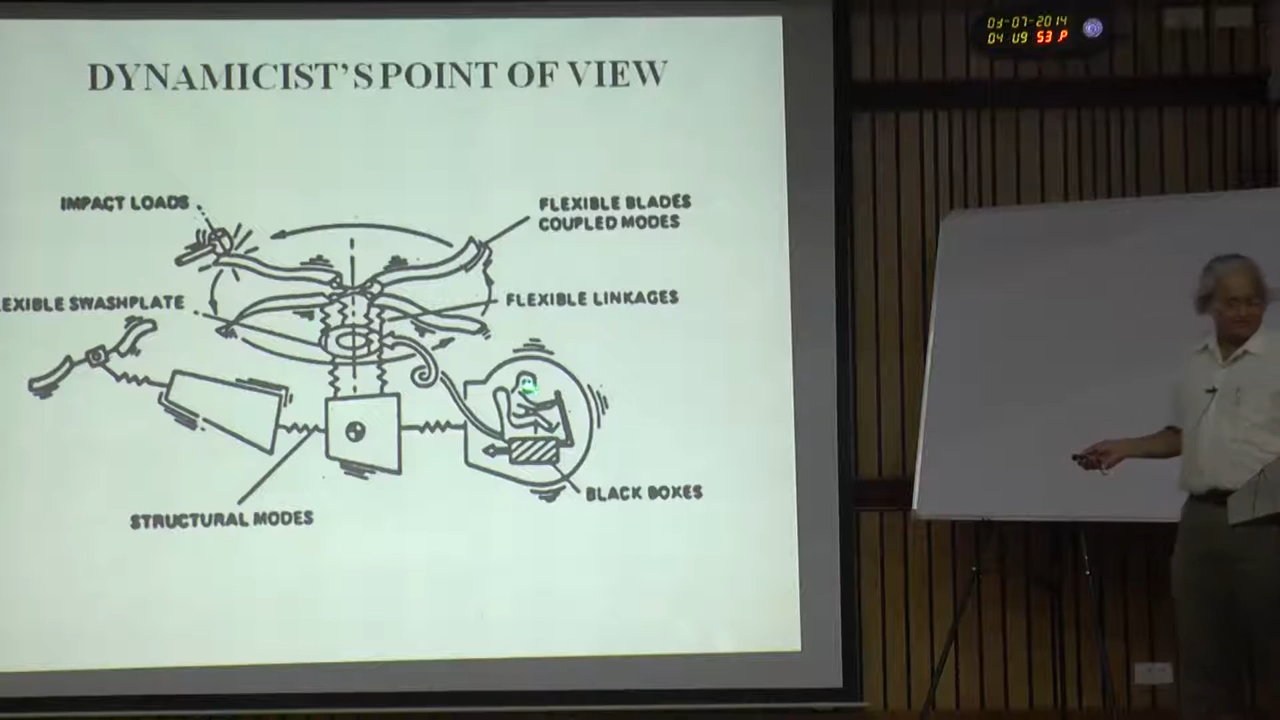 DYNAMICIST'S POINT OF VIEW
IMPACT LOADS
FLEXIBLE BLADES
COUPLED MODES
EXIBLE SWASHPLATE
FLEXIBLE LINKAGES
BLACK BOXES
STRUCTURAL MODES
03-07-2014
04 09 53 P